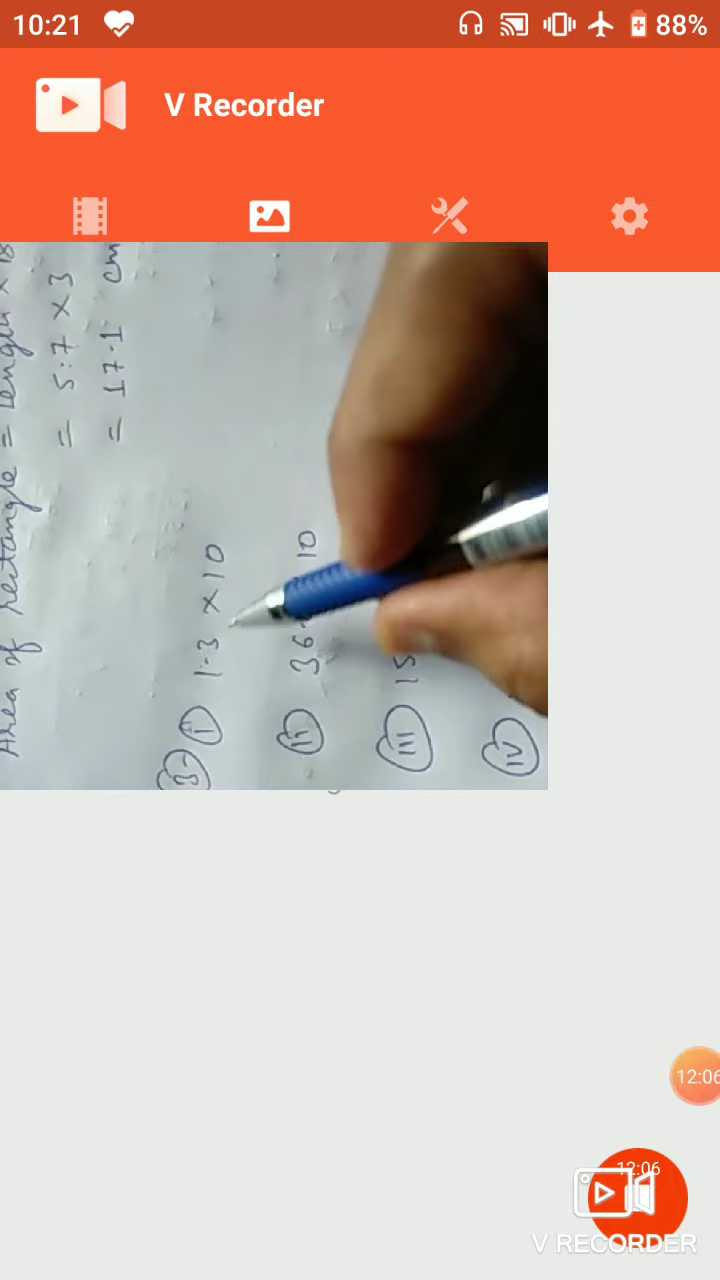 10:21 88%
V Recorder
Area of rectangle = length × B
= 5.7 × 3
= 17.1 cm
3- i 1.3 × 10
ii 36. 10
iii 15
iv
12:06
12:06
V RECORDER